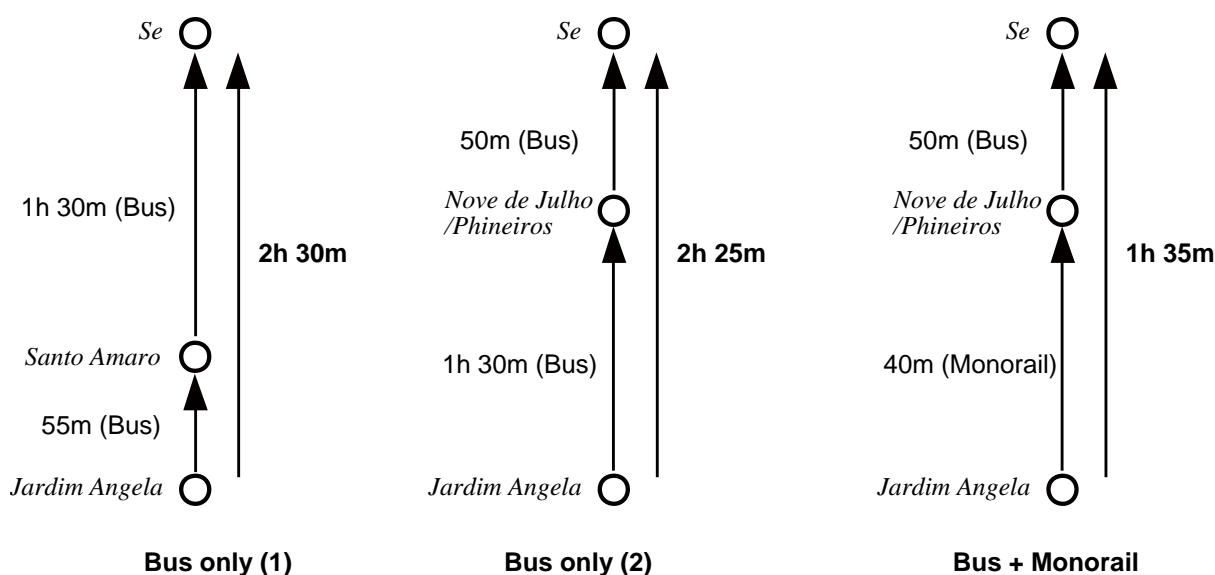 Se
1h 30m (Bus)
2h 30m
Santo Amaro
55m (Bus)
Jardim Angela
Bus only (1)
Se
50m (Bus)
Nove de Julho
/Phineiros
2h 25m
1h 30m (Bus)
Jardim Angela
Bus only (2)
Se
50m (Bus)
Nove de Julho
/Phineiros
1h 35m
40m (Monorail)
Jardim Angela
Bus + Monorail